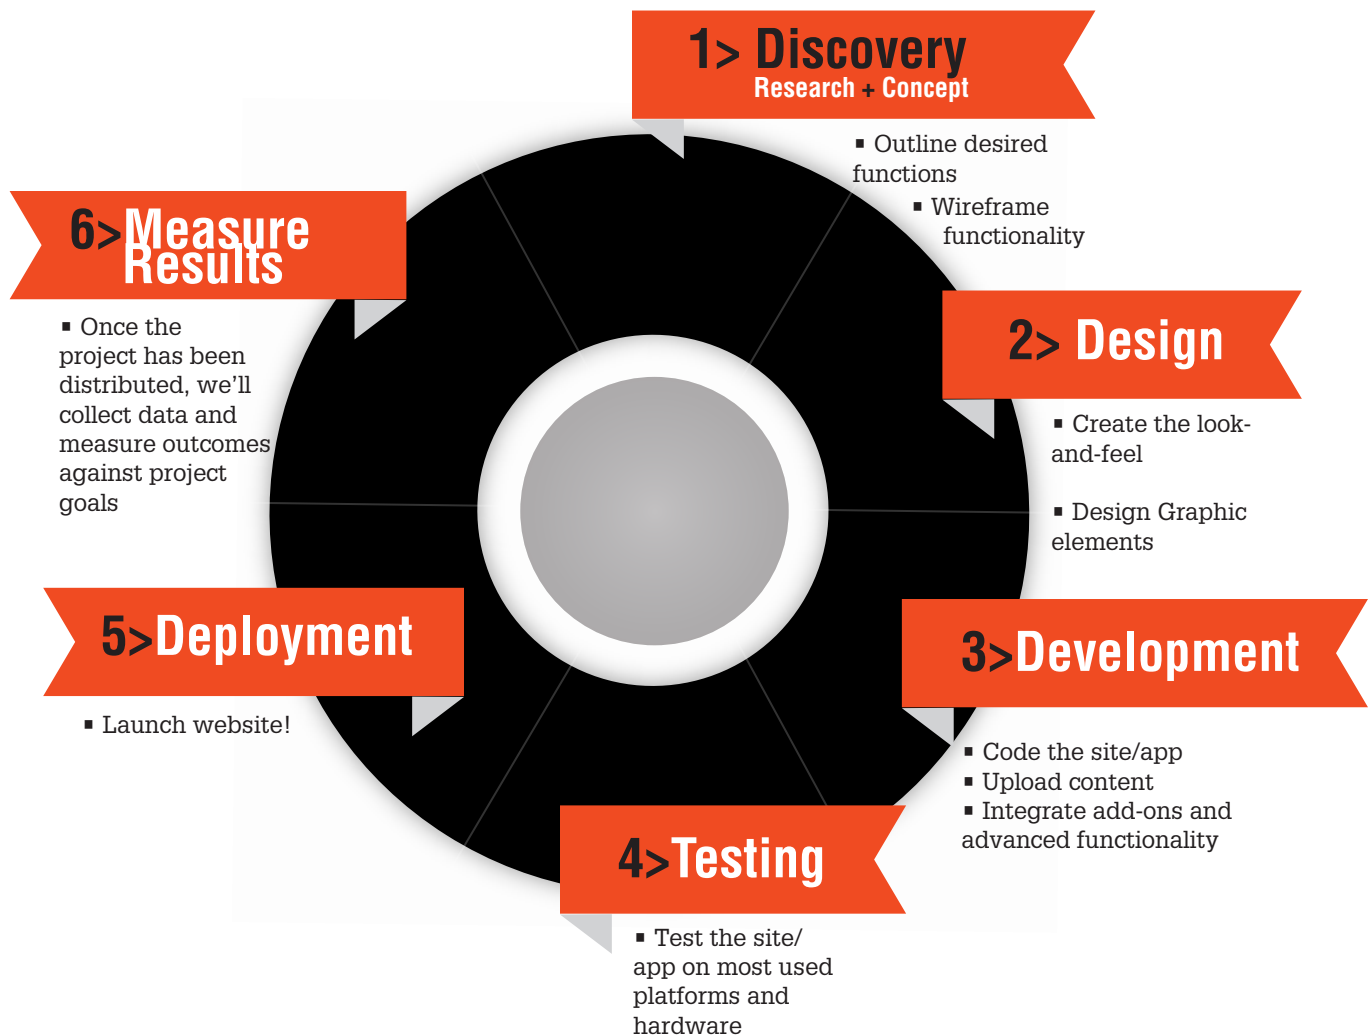 1> Discovery
Research + Concept
▪ Outline desired
functions
▪ Wireframe
functionality
2> Design
▪ Create the look-
and-feel
▪ Design Graphic
elements
3>Development
▪ Code the site/app
▪ Upload content
▪ Integrate add-ons and
advanced functionality
4>Testing
▪ Test the site/
app on most used
platforms and
hardware
5>Deployment
▪ Launch website!
6>Measure
Results
▪ Once the
project has been
distributed, we’ll
collect data and
measure outcomes
against project
goals